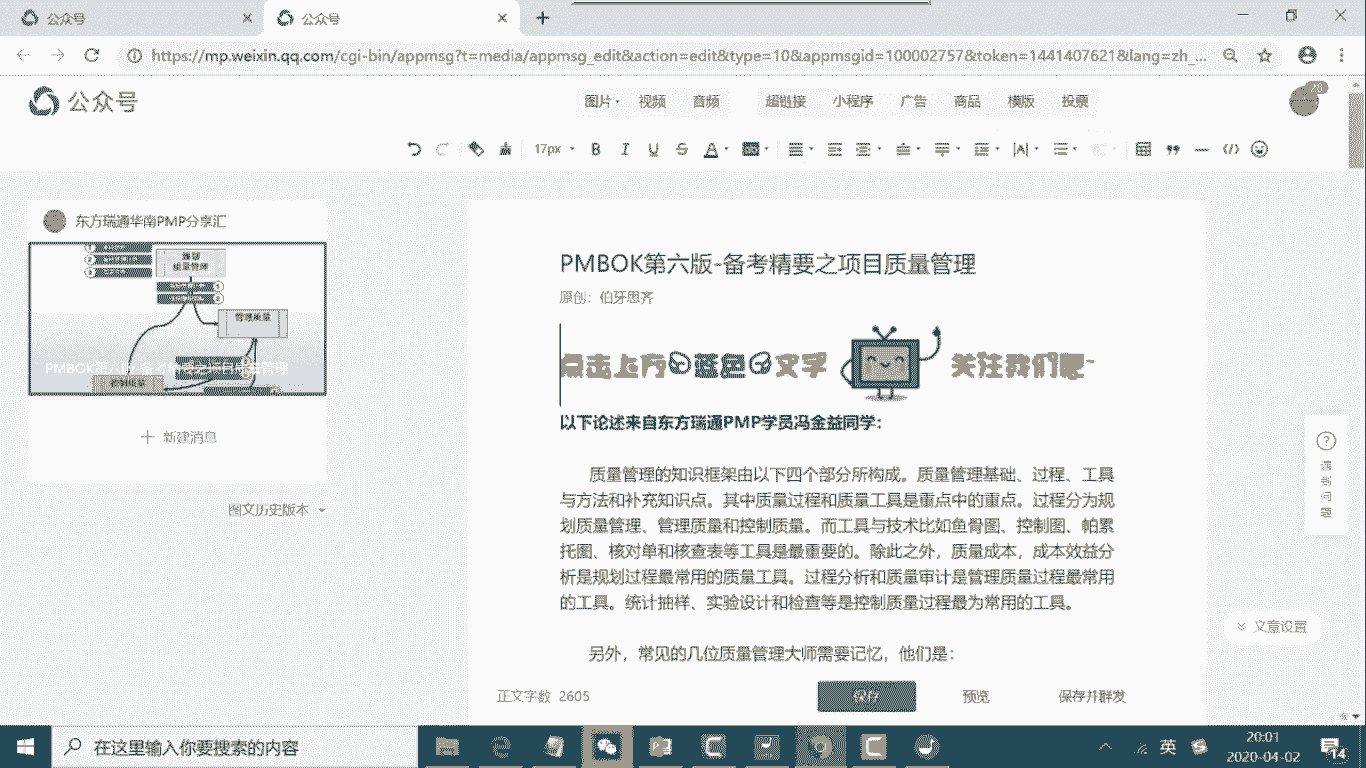 公众号
公众号
https://mp.weixin.qq.com/cgi-bin/appmsg?t=media/appmsg_edit&action=edit&type=10&appmsgid=100002757&token=1441407621&lang=zh_...
公众号
图片 视频 音频 超链接 小程序 广告 商品 模版 投票
20
17px B I U S A
东方瑞通华南PMP分享汇
规划
质量管理
管理质量
控制质量
PMBOK第六版-备考精要之项目质量管理
新建消息
图文历史版本
PMBOK第六版-备考精要之项目质量管理
原创：伯牙思齐
点击上方蓝色文字 关注我们吧~
以下论述来自东方瑞通PMP学员冯金益同学：
质量管理的知识框架由以下四个部分所构成。质量管理基础、过程、工具
与方法和补充知识点。其中质量过程和质量工具是重点中的重点。过程分为规
划质量管理、管理质量和控制质量。而工具与技术比如鱼骨图、控制图、帕累
托图、核对单和核查表等工具是最重要的。除此之外，质量成本，成本效益分
析是规划过程最常用的质量工具。过程分析和质量审计是管理质量过程最常用
的工具。统计抽样、实验设计和检查等是控制质量过程最为常用的工具。
另外，常见的几位质量管理大师需要记忆，他们是：
遇到问题
文章设置
正文字数 2605
保存
预览
保存并群发
在这里输入你要搜索的内容
英
20:01
2020-04-02
14